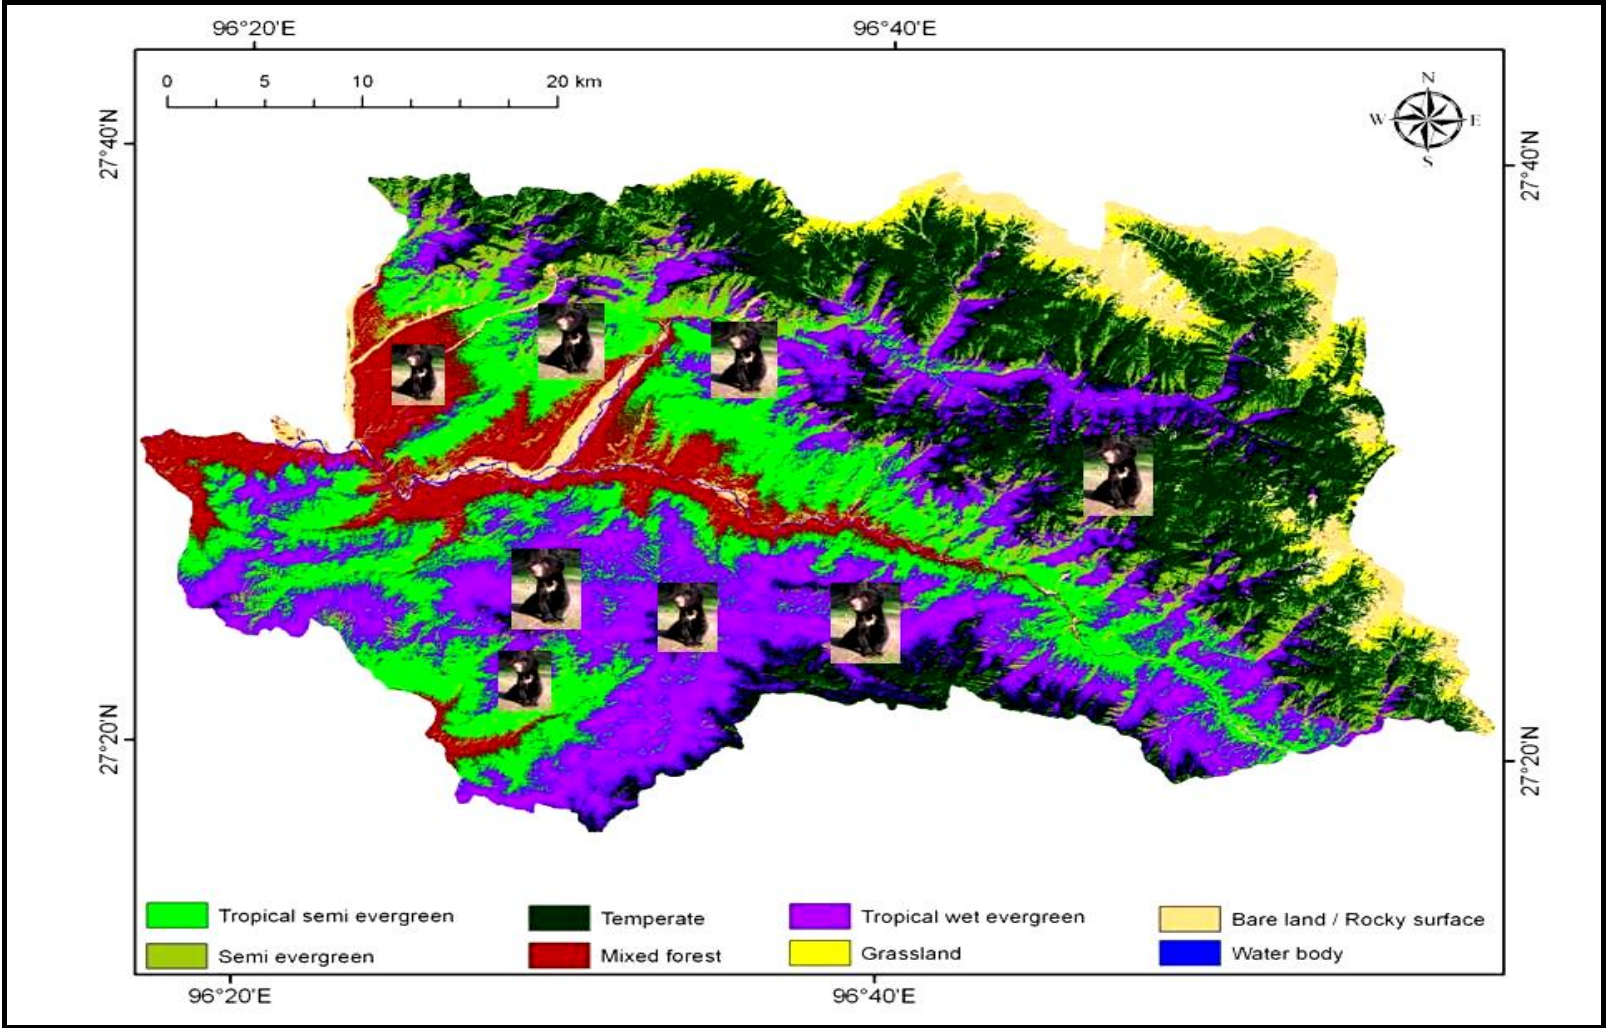 96°20'E 96°40'E
0 5 10 20 km
N
W E
S
27°40'N 27°40'N
27°20'N 27°20'N
Tropical semi evergreen Temperate Tropical wet evergreen Bare land / Rocky surface
Semi evergreen Mixed forest Grassland Water body
96°20'E 96°40'E